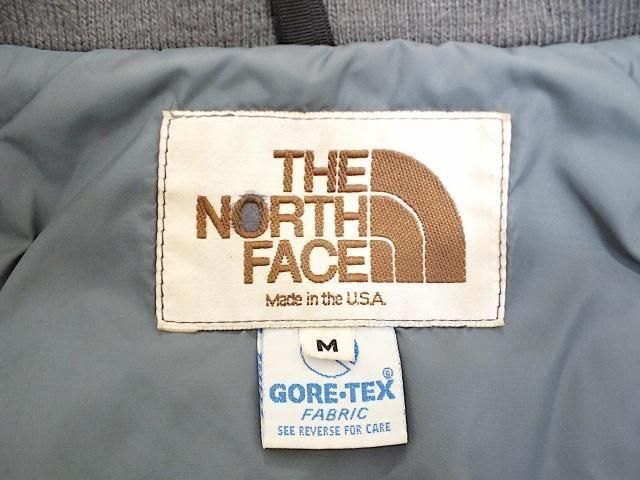 THE
NORTH
FACE
Made in the U.S.A.
M
GORE-TEX®
FABRIC
SEE REVERSE FOR CARE